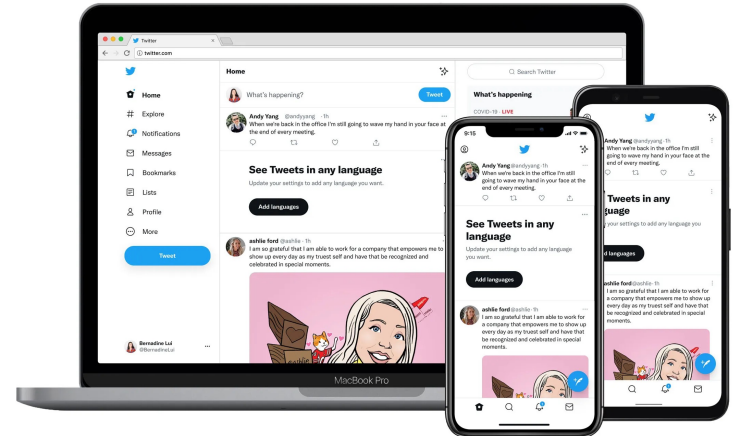 Twitter
twitter.com
Home
Explore
Notifications
Messages
Bookmarks
Lists
Profile
More
Tweet
Bernadine Lui
@BernadineLui
Home
What's happening?
Tweet
Andy Yang @andyyang · 1h
When we're back in the office I'm still going to wave my hand in your face at
the end of every meeting.
See Tweets in any language
Update your settings to add any language you want.
Add languages
ashlie ford @ashlia · 1h
I am so grateful that I am able to work for a company that empowers me to
show up every day as my truest self and have that be recognized and
celebrated in special moments.
Search Twitter
What's happening
COVID-19 · LIVE
MacBook Pro
9:15
Andy Yang @andyyang · 1h
When we're back in the office I'm still
going to wave my hand in your face at the
end of every meeting.
See Tweets in any
language
Update your settings to add any language
you want.
Add languages
ashlie ford @ashlia · 1h
I am so grateful that I am able to work for
a company that empowers me to show up
every day as my truest self and have that
be recognized and celebrated in special
moments.
Andy Yang @andyyang · 1h
When we're back in the office I'm still
going to wave my hand in your face at the
end of every meeting.
Tweets in any
guage
your settings to add any language you
d languages
ashlie ford @ashlia · 1h
I am so grateful that I am able to work for
a company that empowers me to show up
every day as my truest self and have that
be recognized and celebrated in special
moments.